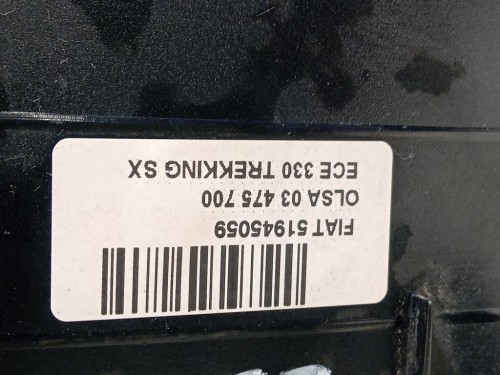 FIAT 51945059
OLSA 03 475 700
ECE 330 TREKKING SX